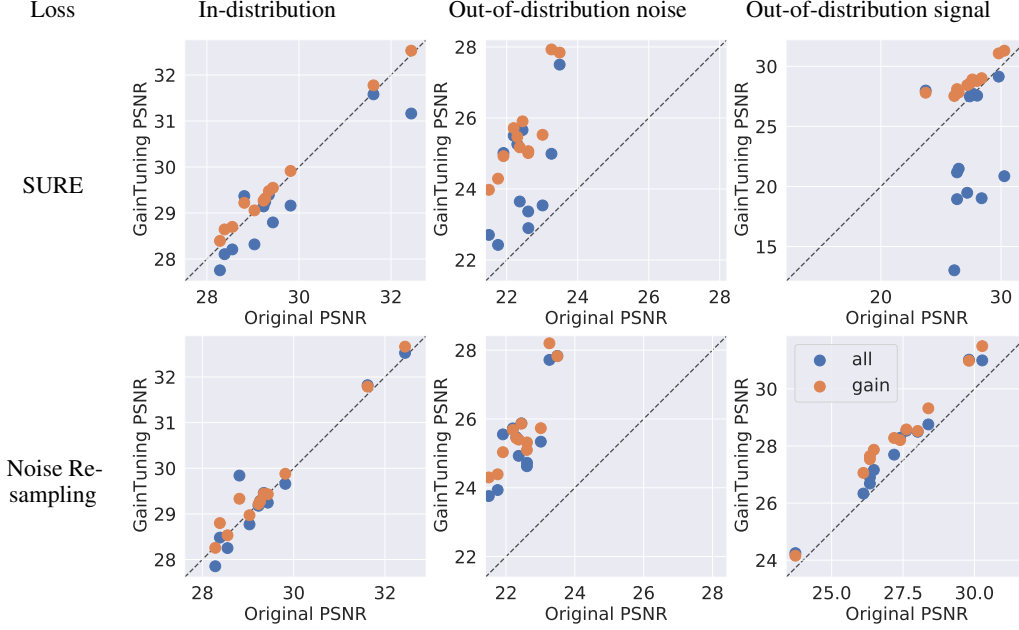 Loss In-distribution Out-of-distribution noise Out-of-distribution signal
SURE
GainTuning PSNR
32
31
30
29
28
28 30 32
Original PSNR
GainTuning PSNR
28
26
24
22
22 24 26 28
Original PSNR
GainTuning PSNR
30
25
20
15
20 30
Original PSNR
Noise Re-
sampling
GainTuning PSNR
32
31
30
29
28
28 30 32
Original PSNR
GainTuning PSNR
28
26
24
22
22 24 26 28
Original PSNR
GainTuning PSNR
30
28
26
24
25.0 27.5 30.0
Original PSNR
all
gain